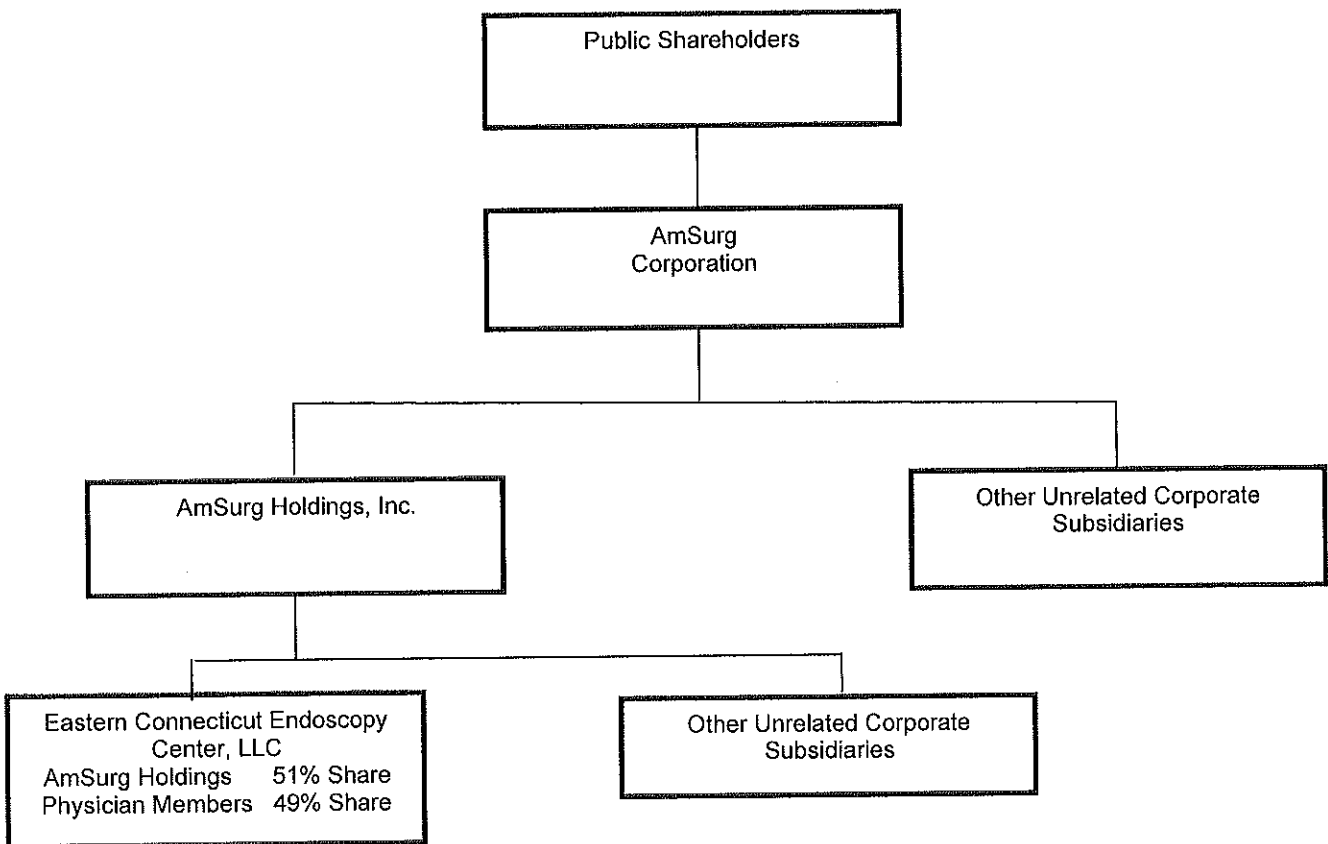 Public Shareholders
AmSurg
Corporation
AmSurg Holdings, Inc.
Other Unrelated Corporate
Subsidiaries
Eastern Connecticut Endoscopy
Center, LLC
AmSurg Holdings 51% Share
Physician Members 49% Share
Other Unrelated Corporate
Subsidiaries